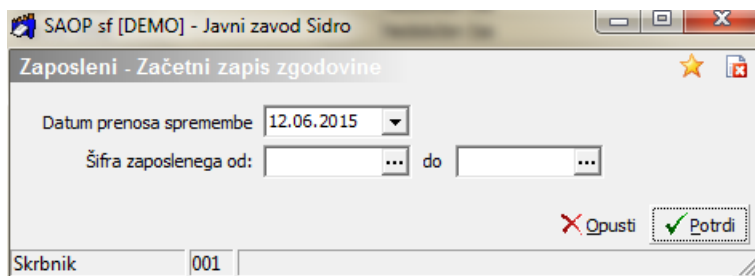 SAOP sf [DEMO] - Javni zavod Sidro
Zaposleni - Začetni zapis zgodovine
Datum prenosa spremembe 12.06.2015
Šifra zaposlenega od: ... do ...
Opusti Potrdi
Skrbnik 001